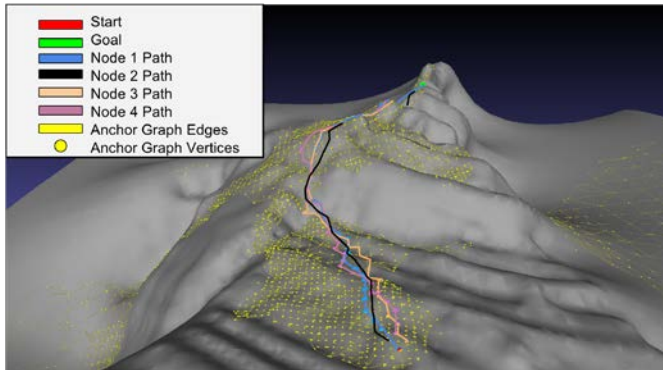 Start
Goal
Node 1 Path
Node 2 Path
Node 3 Path
Node 4 Path
Anchor Graph Edges
Anchor Graph Vertices